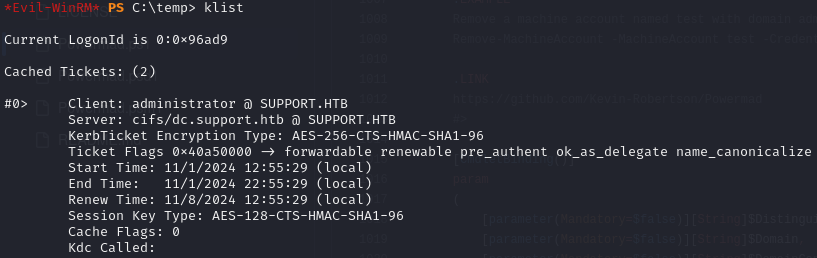 *Evil-WinRM* PS C:\temp> klist
Current LogonId is 0:0×96ad9
Cached Tickets: (2)
#0> Client: administrator @ SUPPORT.HTB
Server: cifs/dc.support.htb @ SUPPORT.HTB
KerbTicket Encryption Type: AES-256-CTS-HMAC-SHA1-96
Ticket Flags 0×40a50000 → forwardable renewable pre_authent ok_as_delegate name_canonicalize
Start Time: 11/1/2024 12:55:29 (local)
End Time: 11/1/2024 22:55:29 (local)
Renew Time: 11/8/2024 12:55:29 (local)
Session Key Type: AES-128-CTS-HMAC-SHA1-96
Cache Flags: 0
Kdc Called: